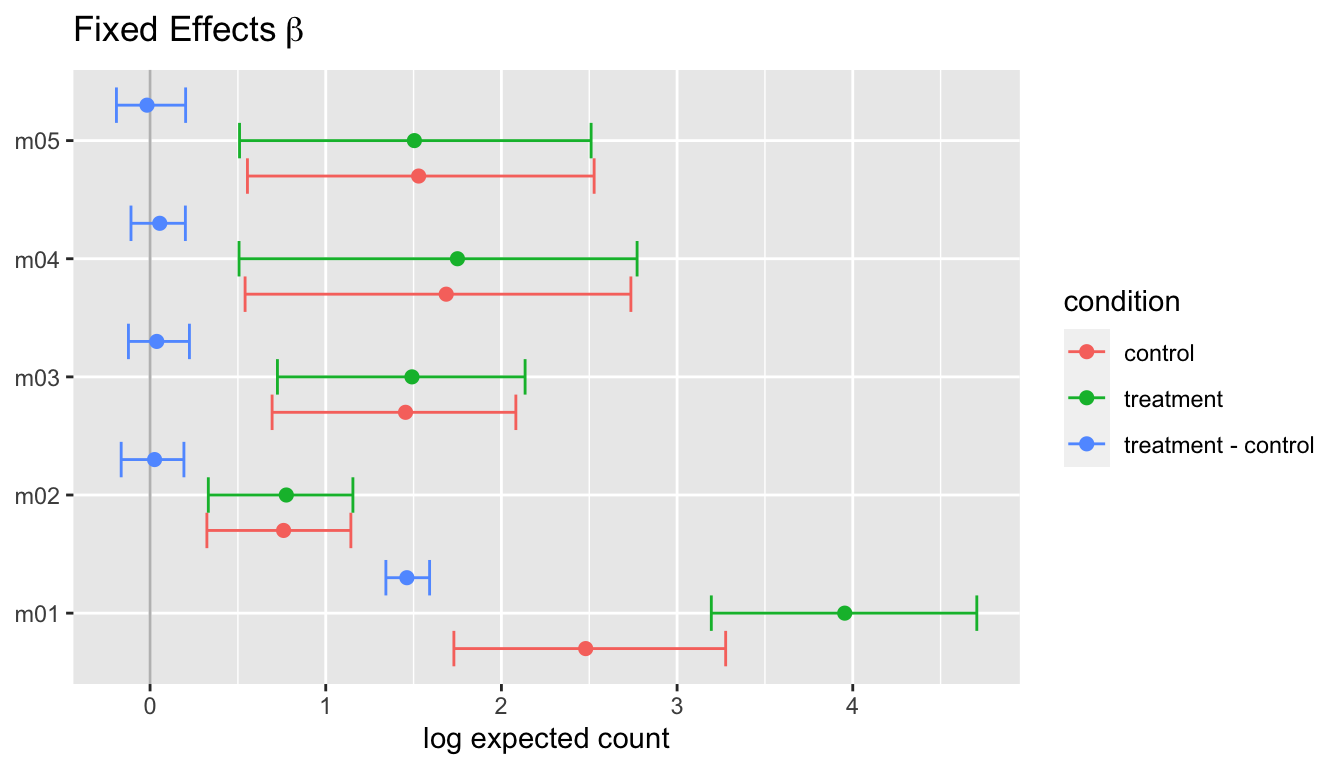 Fixed Effects β
m05
m04
m03
m02
m01
0 1 2 3 4
log expected count
condition
control
treatment
treatment - control